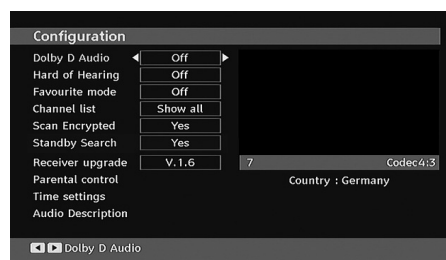 Configuration
Dolby D Audio Off
Hard of Hearing Off
Favourite mode Off
Channel list Show all
Scan Encrypted Yes
Standby Search Yes
Receiver upgrade V.1.6
Parental control
Time settings
Audio Description
7 Codec4:3
Country : Germany
Dolby D Audio